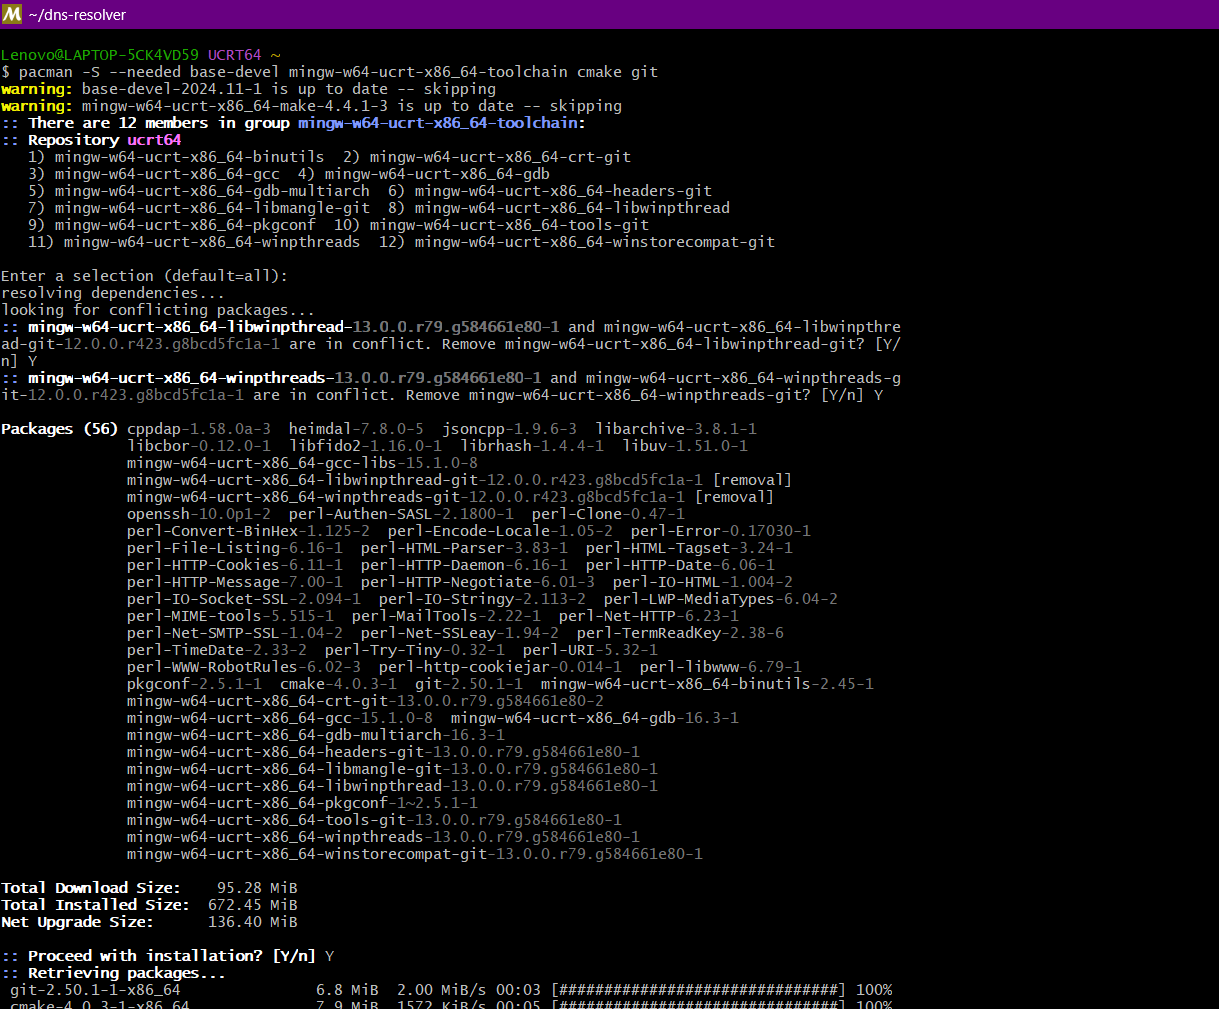 M ~/dns-resolver
Lenovo@LAPTOP-5CK4VD59 UCRT64 ~
$ pacman -S --needed base-devel mingw-w64-ucrt-x86_64-toolchain cmake git
warning: base-devel-2024.11-1 is up to date -- skipping
warning: mingw-w64-ucrt-x86_64-make-4.4.1-3 is up to date -- skipping
:: There are 12 members in group mingw-w64-ucrt-x86_64-toolchain:
:: Repository ucrt64
   1) mingw-w64-ucrt-x86_64-binutils  2) mingw-w64-ucrt-x86_64-crt-git
   3) mingw-w64-ucrt-x86_64-gcc  4) mingw-w64-ucrt-x86_64-gdb
   5) mingw-w64-ucrt-x86_64-gdb-multiarch  6) mingw-w64-ucrt-x86_64-headers-git
   7) mingw-w64-ucrt-x86_64-libmangle-git  8) mingw-w64-ucrt-x86_64-libwinpthread
   9) mingw-w64-ucrt-x86_64-pkgconf  10) mingw-w64-ucrt-x86_64-tools-git
   11) mingw-w64-ucrt-x86_64-winpthreads  12) mingw-w64-ucrt-x86_64-winstorecompat-git
Enter a selection (default=all):
resolving dependencies...
looking for conflicting packages...
:: mingw-w64-ucrt-x86_64-libwinpthread-13.0.0.r79.g584661e80-1 and mingw-w64-ucrt-x86_64-libwinpthre
ad-git-12.0.0.r423.g8bcd5fc1a-1 are in conflict. Remove mingw-w64-ucrt-x86_64-libwinpthread-git? [Y/
n] Y
:: mingw-w64-ucrt-x86_64-winpthreads-13.0.0.r79.g584661e80-1 and mingw-w64-ucrt-x86_64-winpthreads-g
it-12.0.0.r423.g8bcd5fc1a-1 are in conflict. Remove mingw-w64-ucrt-x86_64-winpthreads-git? [Y/n] Y
Packages (56) cppdap-1.58.0a-3  heimdal-7.8.0-5  jsoncpp-1.9.6-3  libarchive-3.8.1-1
              libcbor-0.12.0-1  libfido2-1.16.0-1  librhash-1.4.4-1  libuv-1.51.0-1
              mingw-w64-ucrt-x86_64-gcc-libs-15.1.0-8
              mingw-w64-ucrt-x86_64-libwinpthread-git-12.0.0.r423.g8bcd5fc1a-1 [removal]
              mingw-w64-ucrt-x86_64-winpthreads-git-12.0.0.r423.g8bcd5fc1a-1 [removal]
              openssh-10.0p1-2  perl-Authen-SASL-2.1800-1  perl-Clone-0.47-1
              perl-Convert-BinHex-1.125-2  perl-Encode-Locale-1.05-2  perl-Error-0.17030-1
              perl-File-Listing-6.16-1  perl-HTML-Parser-3.83-1  perl-HTML-Tagset-3.24-1
              perl-HTTP-Cookies-6.11-1  perl-HTTP-Daemon-6.16-1  perl-HTTP-Date-6.06-1
              perl-HTTP-Message-7.00-1  perl-HTTP-Negotiate-6.01-3  perl-IO-HTML-1.004-2
              perl-IO-Socket-SSL-2.094-1  perl-IO-Stringy-2.113-2  perl-LWP-MediaTypes-6.04-2
              perl-MIME-tools-5.515-1  perl-MailTools-2.22-1  perl-Net-HTTP-6.23-1
              perl-Net-SMTP-SSL-1.04-2  perl-Net-SSLeay-1.94-2  perl-TermReadKey-2.38-6
              perl-TimeDate-2.33-2  perl-Try-Tiny-0.32-1  perl-URI-5.32-1
              perl-WWW-RobotRules-6.02-3  perl-http-cookiejar-0.014-1  perl-libwww-6.79-1
              pkgconf-2.5.1-1  cmake-4.0.3-1  git-2.50.1-1  mingw-w64-ucrt-x86_64-binutils-2.45-1
              mingw-w64-ucrt-x86_64-crt-git-13.0.0.r79.g584661e80-2
              mingw-w64-ucrt-x86_64-gcc-15.1.0-8  mingw-w64-ucrt-x86_64-gdb-16.3-1
              mingw-w64-ucrt-x86_64-gdb-multiarch-16.3-1
              mingw-w64-ucrt-x86_64-headers-git-13.0.0.r79.g584661e80-1
              mingw-w64-ucrt-x86_64-libmangle-git-13.0.0.r79.g584661e80-1
              mingw-w64-ucrt-x86_64-libwinpthread-13.0.0.r79.g584661e80-1
              mingw-w64-ucrt-x86_64-pkgconf-1~2.5.1-1
              mingw-w64-ucrt-x86_64-tools-git-13.0.0.r79.g584661e80-1
              mingw-w64-ucrt-x86_64-winpthreads-13.0.0.r79.g584661e80-1
              mingw-w64-ucrt-x86_64-winstorecompat-git-13.0.0.r79.g584661e80-1
Total Download Size:    95.28 MiB
Total Installed Size:  672.45 MiB
Net Upgrade Size:      136.40 MiB
:: Proceed with installation? [Y/n] Y
:: Retrieving packages...
 git-2.50.1-1-x86_64               6.8 MiB  2.00 MiB/s 00:03 [###############################] 100%
 cmake-4.0.3-1-x86_64              7.9 MiB  1572 KiB/s 00:05 [###############################] 100%